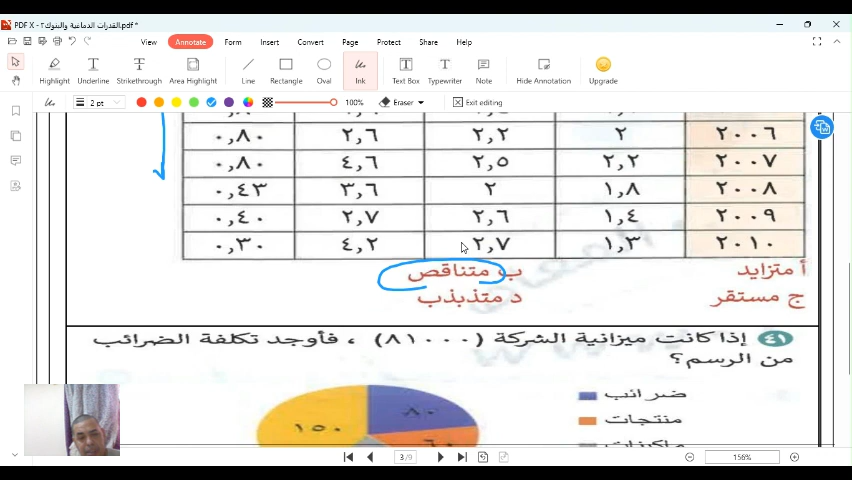 PDF X - القدرات الدماغية والبنوك٢.pdf *
View Annotate Form Insert Convert Page Protect Share Help
Highlight Underline Strikethrough Area Highlight Line Rectangle Oval Ink Text Box Typewriter Note Hide Annotation Upgrade
2 pt 100% Eraser Exit editing
٢٠٠٦ ٢ ٢,٢ ٢,٦ ٠,٨٠
٢٠٠٧ ٢,٢ ٢,٥ ٤,٦ ٠,٨٠
٢٠٠٨ ١,٨ ٢ ٣,٦ ٠,٤٣
٢٠٠٩ ١,٤ ٢,٦ ٢,٧ ٠,٤٠
٢٠١٠ ١,٣ ٢,٧ ٤,٢ ٠,٣٠
أ متزايد ب متناقص
ج مستقر د متذبذب
٤١ إذا كانت ميزانية الشركة (٨١٠٠٠) ، فأوجد تكلفة الضرائب
من الرسم؟
ضرائب
منتجات
ماكينات
٨٠
١٥٠
٦٠
3/9
156%